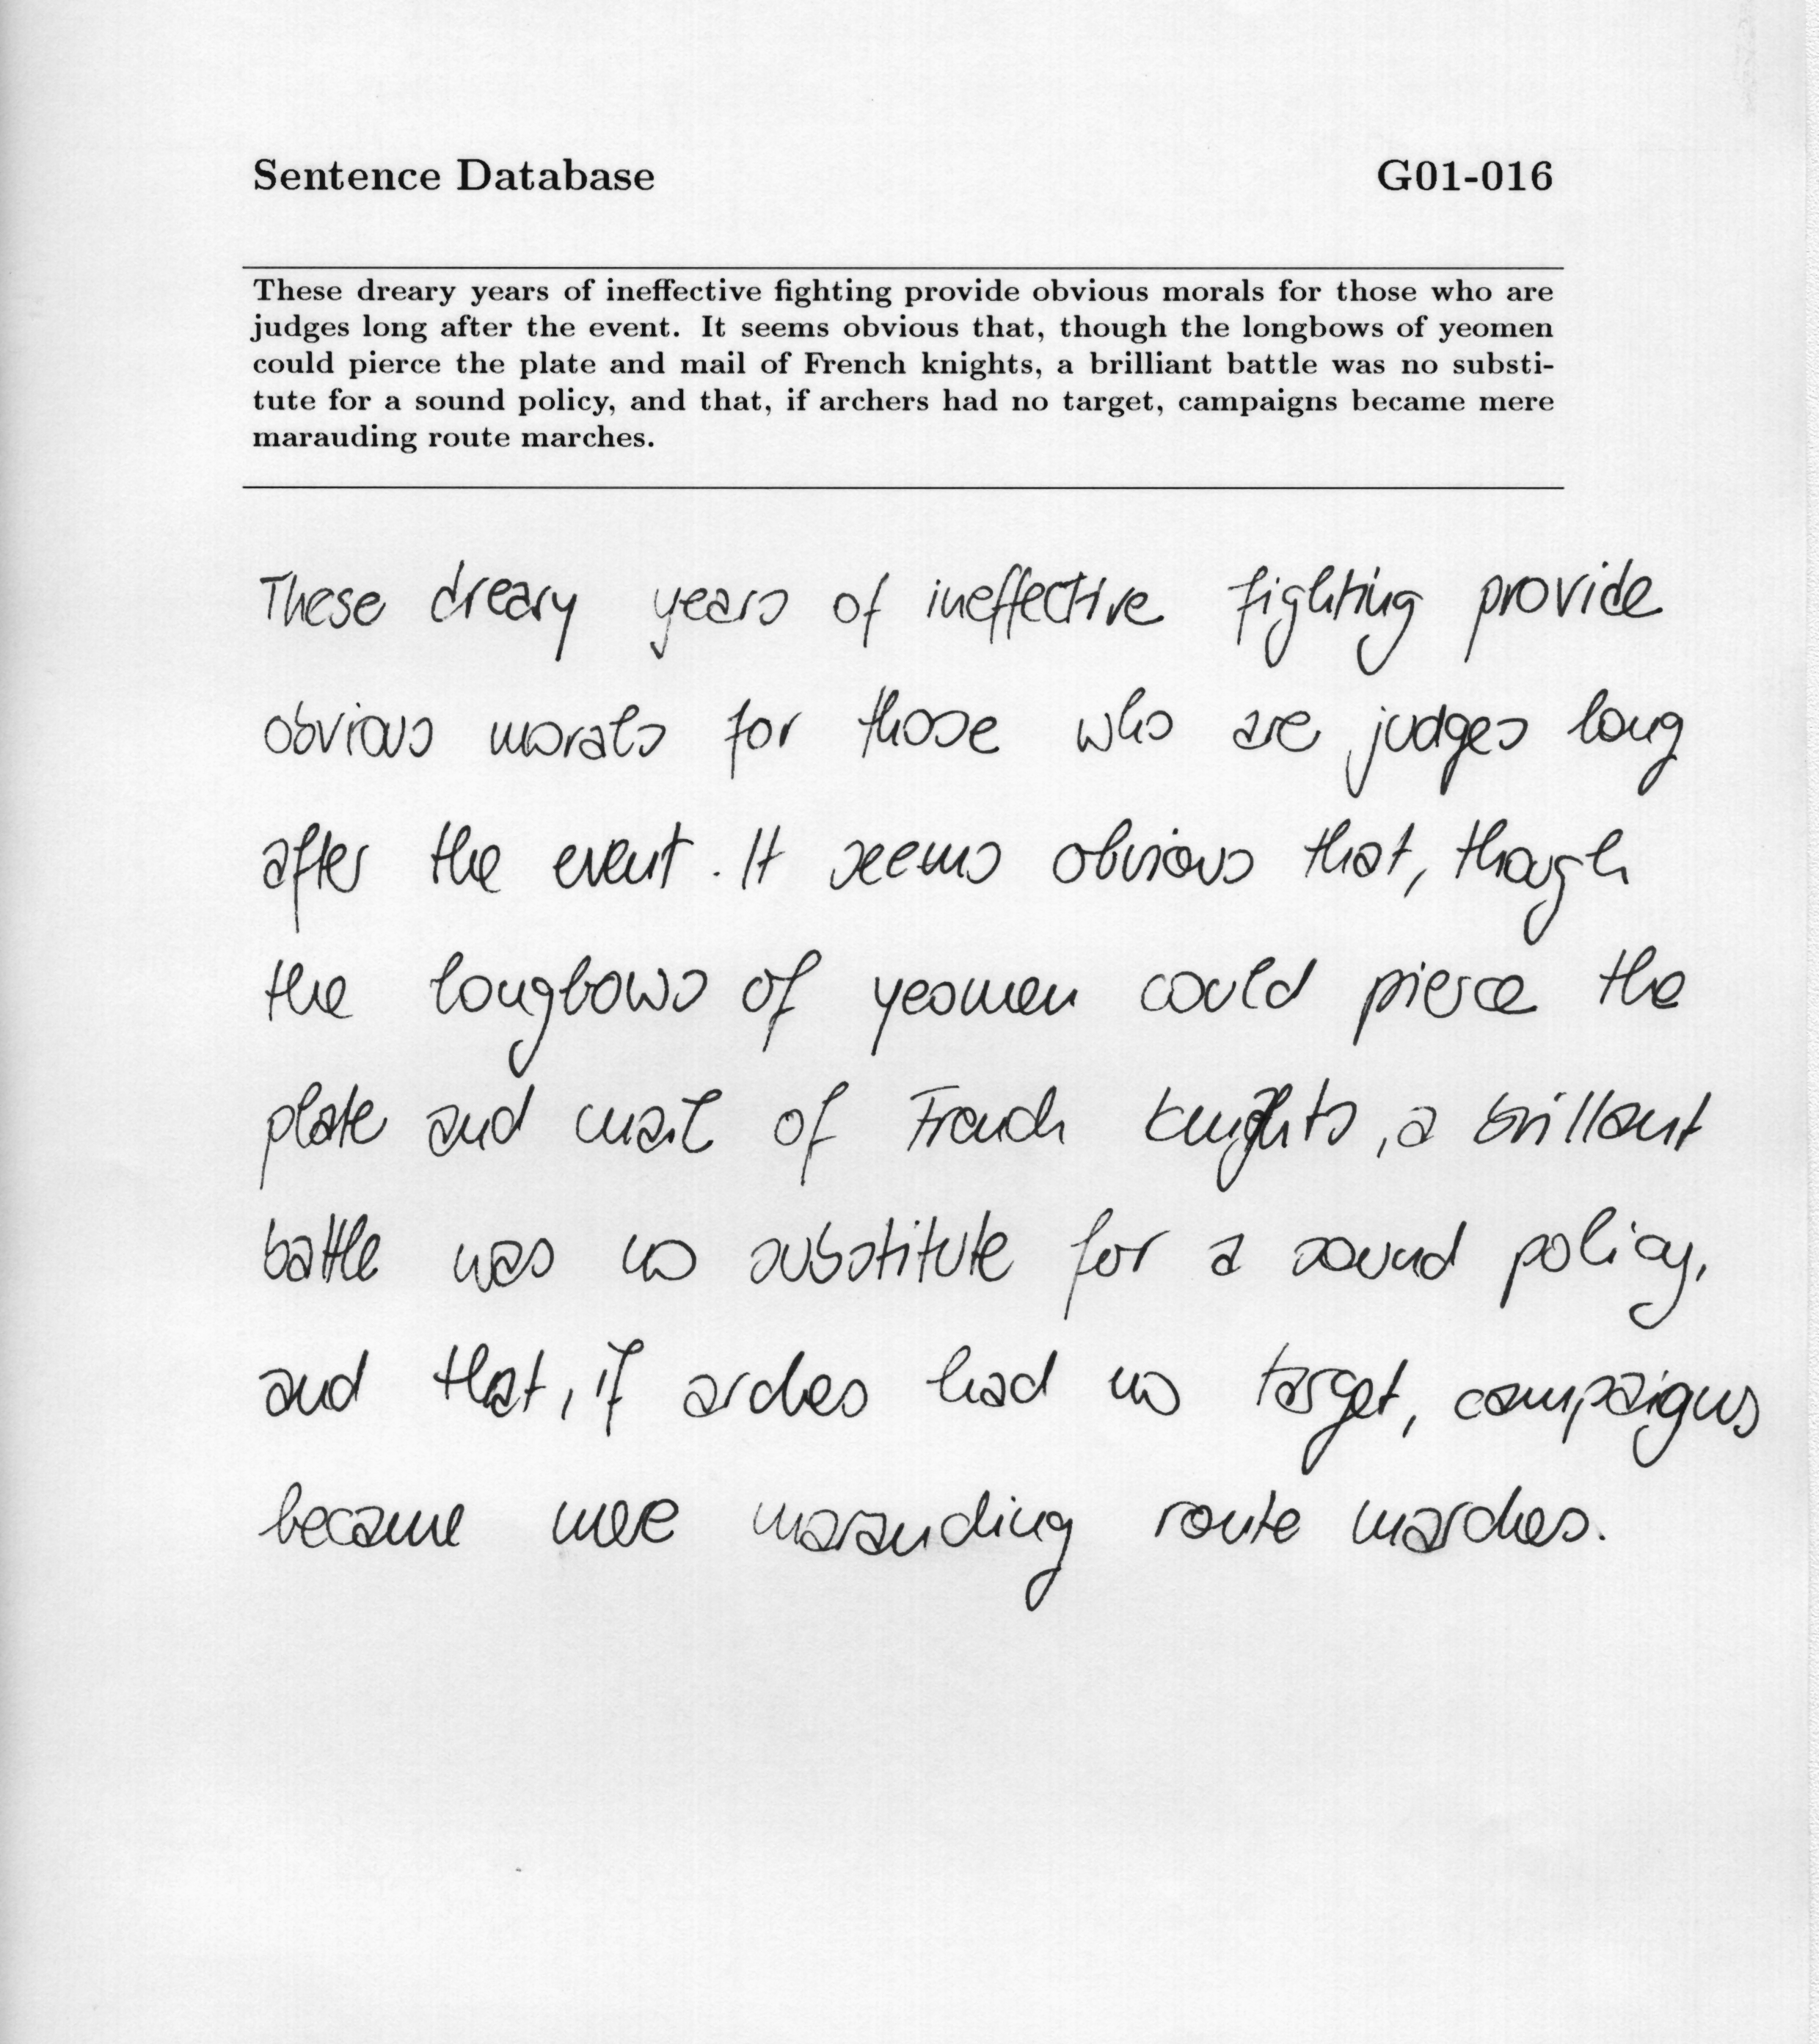 Sentence Database G01-016
These dreary years of ineffective fighting provide obvious morals for those who are
judges long after the event. It seems obvious that, though the longbows of yeomen
could pierce the plate and mail of French knights, a brilliant battle was no substi-
tute for a sound policy, and that, if archers had no target, campaigns became mere
marauding route marches.
These dreary years of ineffective fighting provide
obvious morals for those who are judges long
after the event. It seems obvious that, though
the longbows of yeomen could pierce the
plate and mail of French knights, a brillant
battle was no substitute for a sound policy,
and that, if arches had no target, campaigns
became mere marauding route marches.